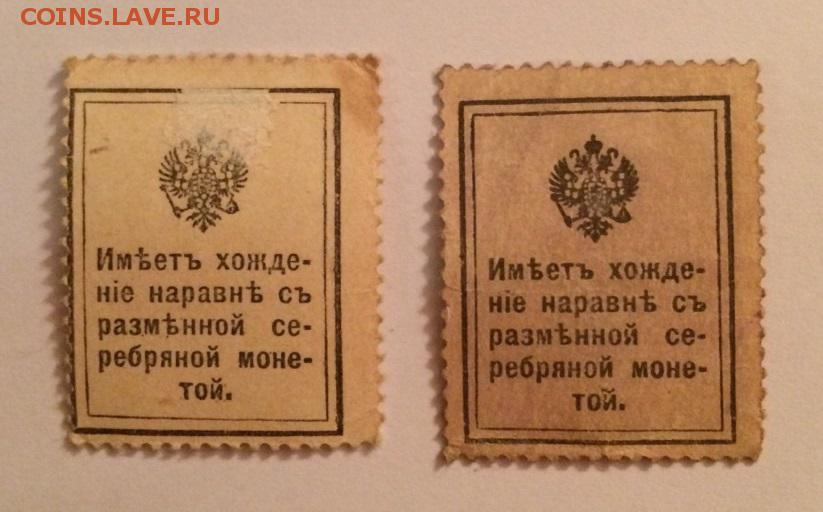 COINS.LAVE.RU
Имѣетъ хожде-
ніе наравнѣ съ
размѣнной се-
ребряной моне-
той.
Имѣетъ хожде-
ніе наравнѣ съ
размѣнной се-
ребряной моне-
той.